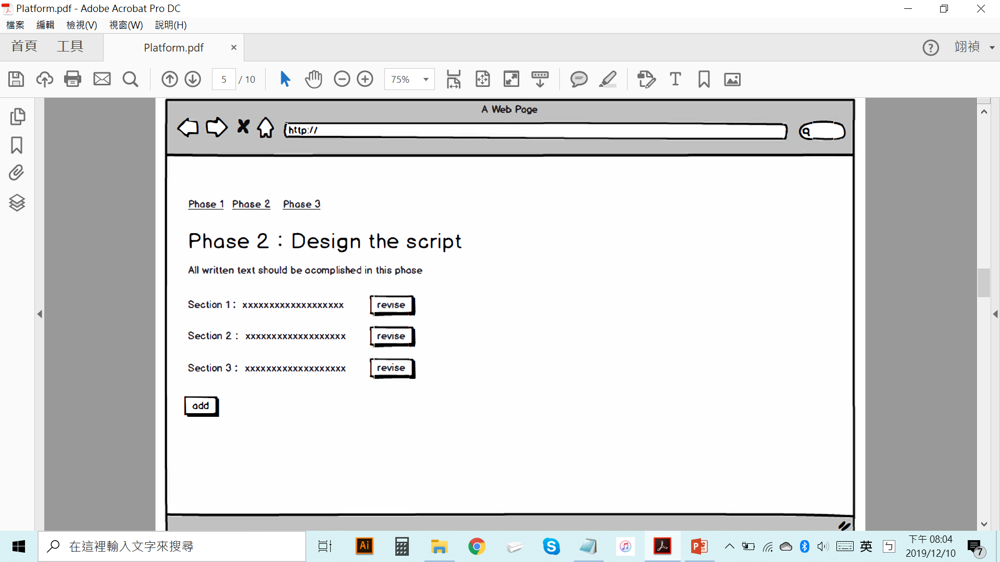 Platform.pdf - Adobe Acrobat Pro DC
檔案 編輯 檢視(V) 視窗(W) 說明(H)
首頁 工具 Platform.pdf × ? 翊禎
5 / 10 75%
A Web Page
http://
Phase 1 Phase 2 Phase 3
Phase 2：Design the script
All written text should be acomplished in this phase
Section 1： xxxxxxxxxxxxxxxxxxx revise
Section 2： xxxxxxxxxxxxxxxxxxx revise
Section 3： xxxxxxxxxxxxxxxxxxx revise
add
在這裡輸入文字來搜尋
Ai
英 ㄅ
下午 08:04
2019/12/10
7